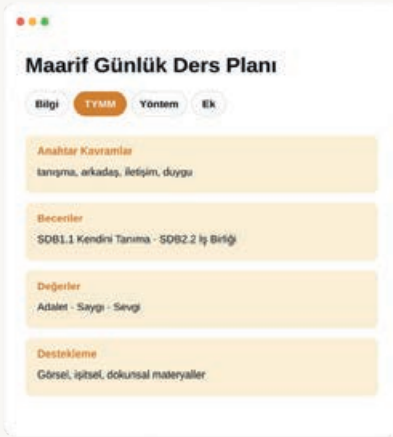 Maarif Günlük Ders Planı
Bilgi TYMM Yöntem Ek
Anahtar Kavramlar
tanışma, arkadaş, iletişim, duygu
Beceriler
SDB1.1 Kendini Tanıma - SDB2.2 İş Birliği
Değerler
Adalet - Saygı - Sevgi
Destekleme
Görsel, işitsel, dokunsal materyaller